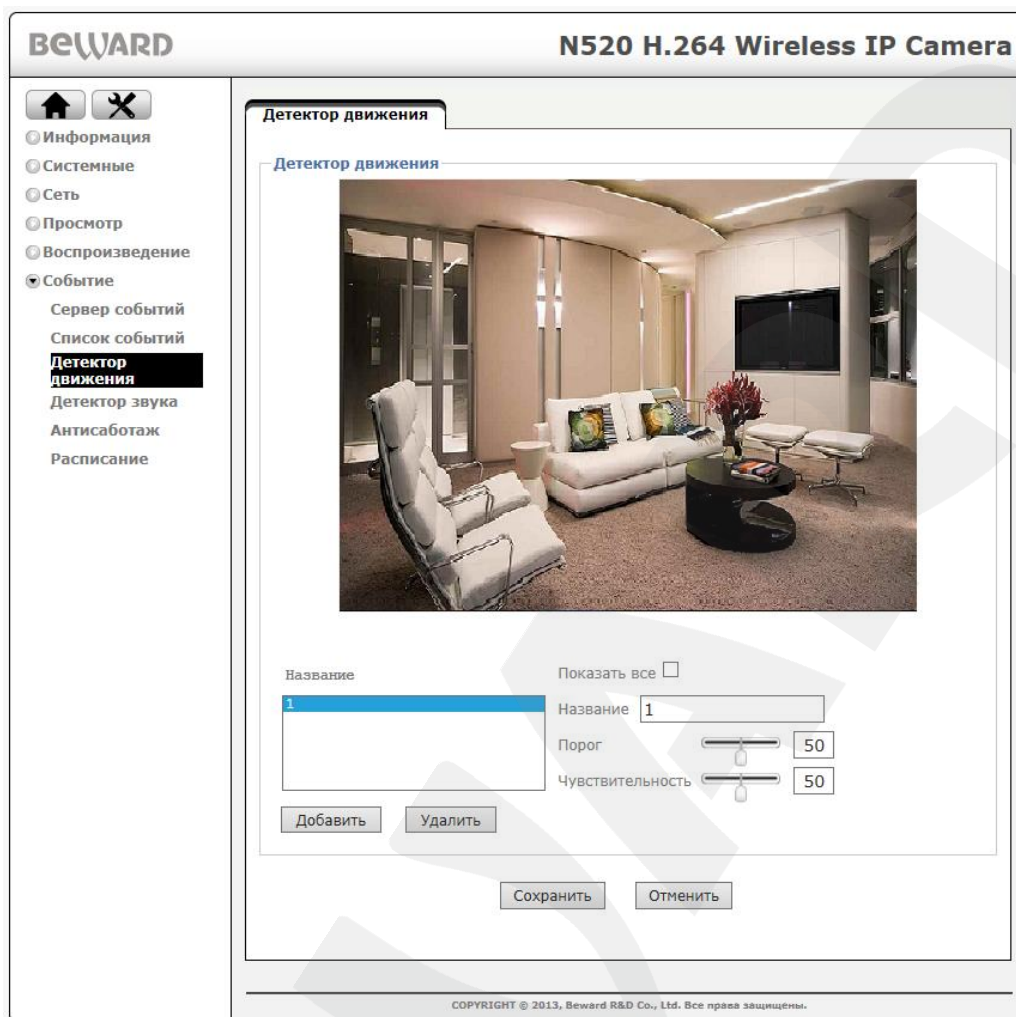 BEWARD
N520 H.264 Wireless IP Camera
Информация
Системные
Сеть
Просмотр
Воспроизведение
Событие
Сервер событий
Список событий
Детектор
движения
Детектор звука
Антисаботаж
Расписание
Детектор движения
Детектор движения
Название
Показать все
1
Название 1
Порог 50
Чувствительность 50
Добавить Удалить
Сохранить Отменить
COPYRIGHT © 2013, Beward R&D Co., Ltd. Все права защищены.